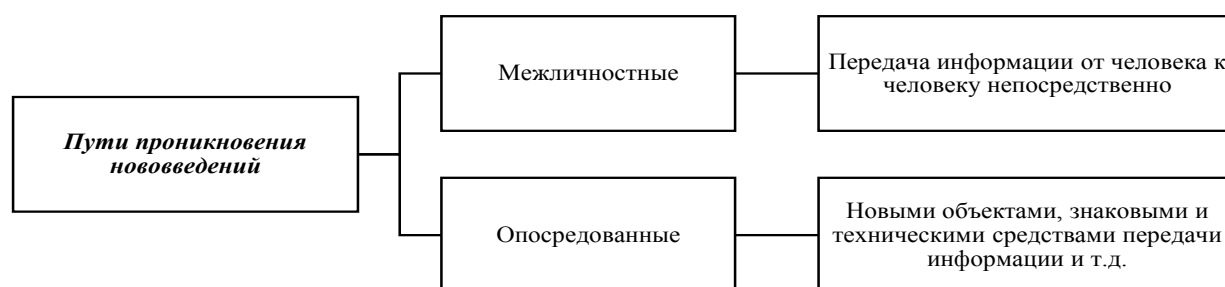 Пути проникновения
нововведений
Межличностные
Передача информации от человека к
человеку непосредственно
Опосредованные
Новыми объектами, знаковыми и
техническими средствами передачи
информации и т.д.